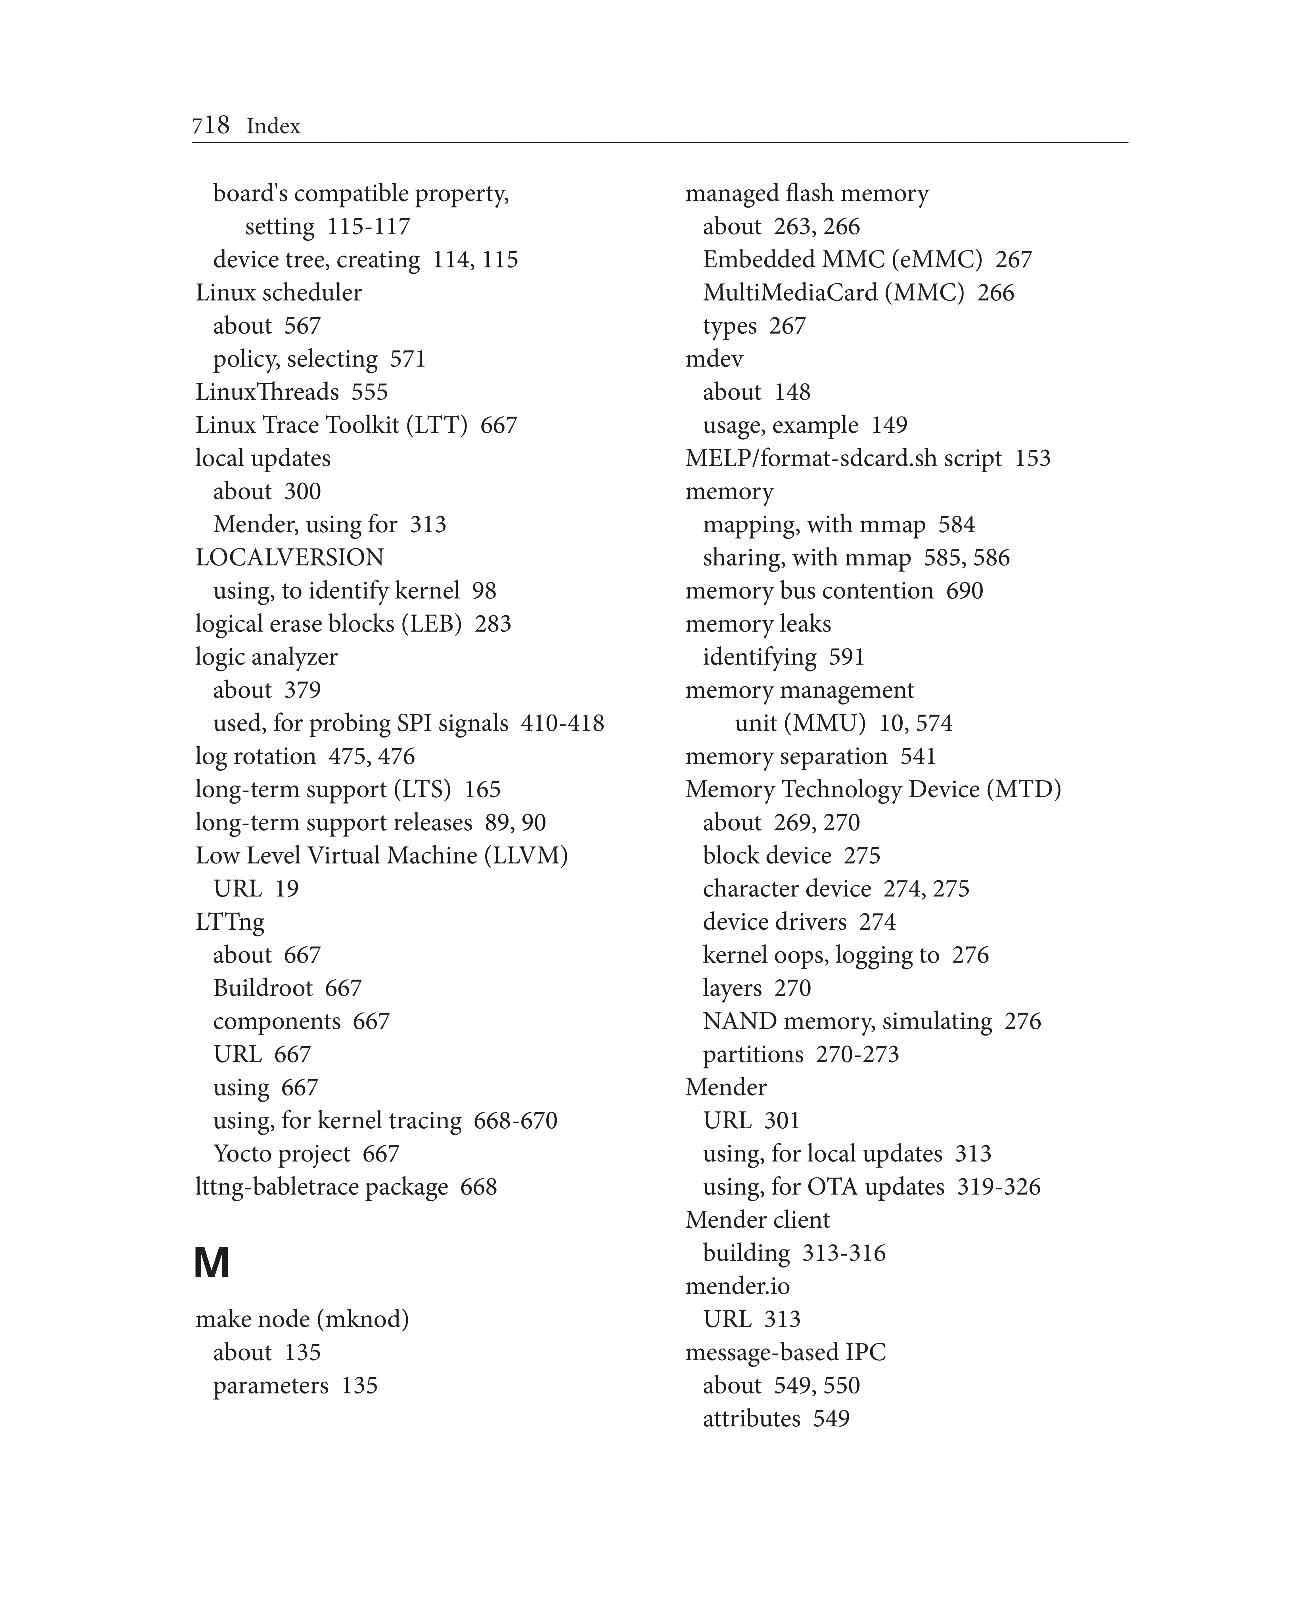 718 Index
board's compatible property,
setting 115-117
device tree, creating 114, 115
Linux scheduler
about 567
policy, selecting 571
LinuxThreads 555
Linux Trace Toolkit (LTT) 667
local updates
about 300
Mender, using for 313
LOCALVERSION
using, to identify kernel 98
logical erase blocks (LEB) 283
logic analyzer
about 379
used, for probing SPI signals 410-418
log rotation 475, 476
long-term support (LTS) 165
long-term support releases 89, 90
Low Level Virtual Machine (LLVM)
URL 19
LTTng
about 667
Buildroot 667
components 667
URL 667
using 667
using, for kernel tracing 668-670
Yocto project 667
lttng-babletrace package 668
M
make node (mknod)
about 135
parameters 135
managed flash memory
about 263, 266
Embedded MMC (eMMC) 267
MultiMediaCard (MMC) 266
types 267
mdev
about 148
usage, example 149
MELP/format-sdcard.sh script 153
memory
mapping, with mmap 584
sharing, with mmap 585, 586
memory bus contention 690
memory leaks
identifying 591
memory management
unit (MMU) 10, 574
memory separation 541
Memory Technology Device (MTD)
about 269, 270
block device 275
character device 274, 275
device drivers 274
kernel oops, logging to 276
layers 270
NAND memory, simulating 276
partitions 270-273
Mender
URL 301
using, for local updates 313
using, for OTA updates 319-326
Mender client
building 313-316
mender.io
URL 313
message-based IPC
about 549, 550
attributes 549